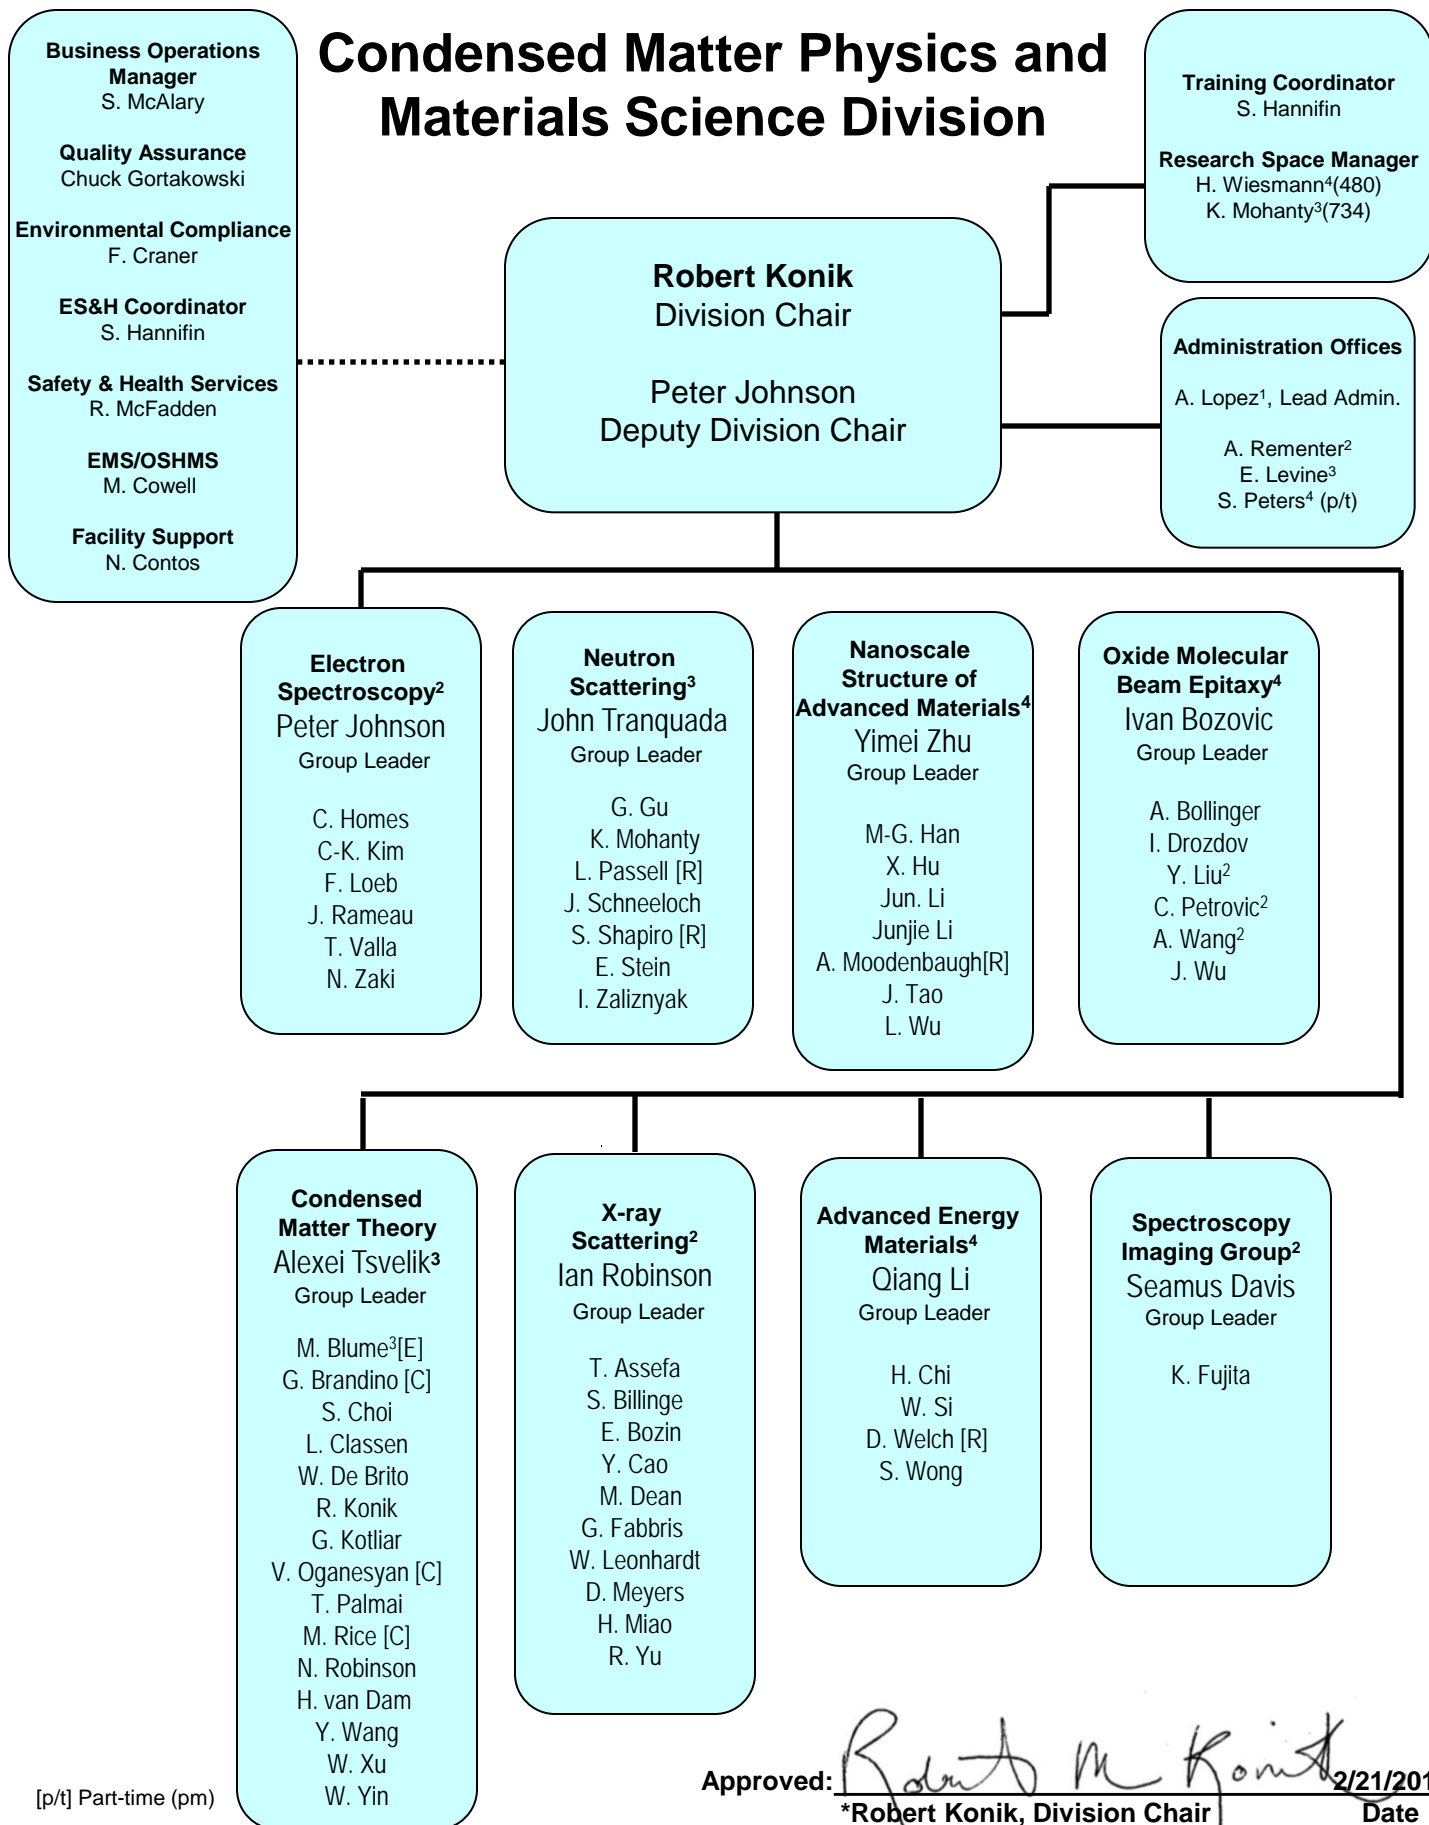 Condensed Matter Physics and
Materials Science Division
Business Operations
Manager
S. McAlary
Quality Assurance
Chuck Gortakowski
Environmental Compliance
F. Craner
ES&H Coordinator
S. Hannifin
Safety & Health Services
R. McFadden
EMS/OSHMS
M. Cowell
Facility Support
N. Contos
Robert Konik
Division Chair
Peter Johnson
Deputy Division Chair
Training Coordinator
S. Hannifin
Research Space Manager
H. Wiesmann⁴(480)
K. Mohanty³(734)
Administration Offices
A. Lopez¹, Lead Admin.
A. Rementer²
E. Levine³
S. Peters⁴ (p/t)
Electron
Spectroscopy²
Peter Johnson
Group Leader
C. Homes
C-K. Kim
F. Loeb
J. Rameau
T. Valla
N. Zaki
Neutron
Scattering³
John Tranquada
Group Leader
G. Gu
K. Mohanty
L. Passell [R]
J. Schneeloch
S. Shapiro [R]
E. Stein
I. Zaliznyak
Nanoscale
Structure of
Advanced Materials⁴
Yimei Zhu
Group Leader
M-G. Han
X. Hu
Jun. Li
Junjie Li
A. Moodenbaugh[R]
J. Tao
L. Wu
Oxide Molecular
Beam Epitaxy⁴
Ivan Bozovic
Group Leader
A. Bollinger
I. Drozdov
Y. Liu²
C. Petrovic²
A. Wang²
J. Wu
Condensed
Matter Theory
Alexei Tsvelik³
Group Leader
M. Blume³[E]
G. Brandino [C]
S. Choi
L. Classen
W. De Brito
R. Konik
G. Kotliar
V. Oganesyan [C]
T. Palmai
M. Rice [C]
N. Robinson
H. van Dam
Y. Wang
W. Xu
W. Yin
X-ray
Scattering²
Ian Robinson
Group Leader
T. Assefa
S. Billinge
E. Bozin
Y. Cao
M. Dean
G. Fabbris
W. Leonhardt
D. Meyers
H. Miao
R. Yu
Advanced Energy
Materials⁴
Qiang Li
Group Leader
H. Chi
W. Si
D. Welch [R]
S. Wong
Spectroscopy
Imaging Group²
Seamus Davis
Group Leader
K. Fujita
[p/t] Part-time (pm)
Approved: Robert M Konik 2/21/201
*Robert Konik, Division Chair Date